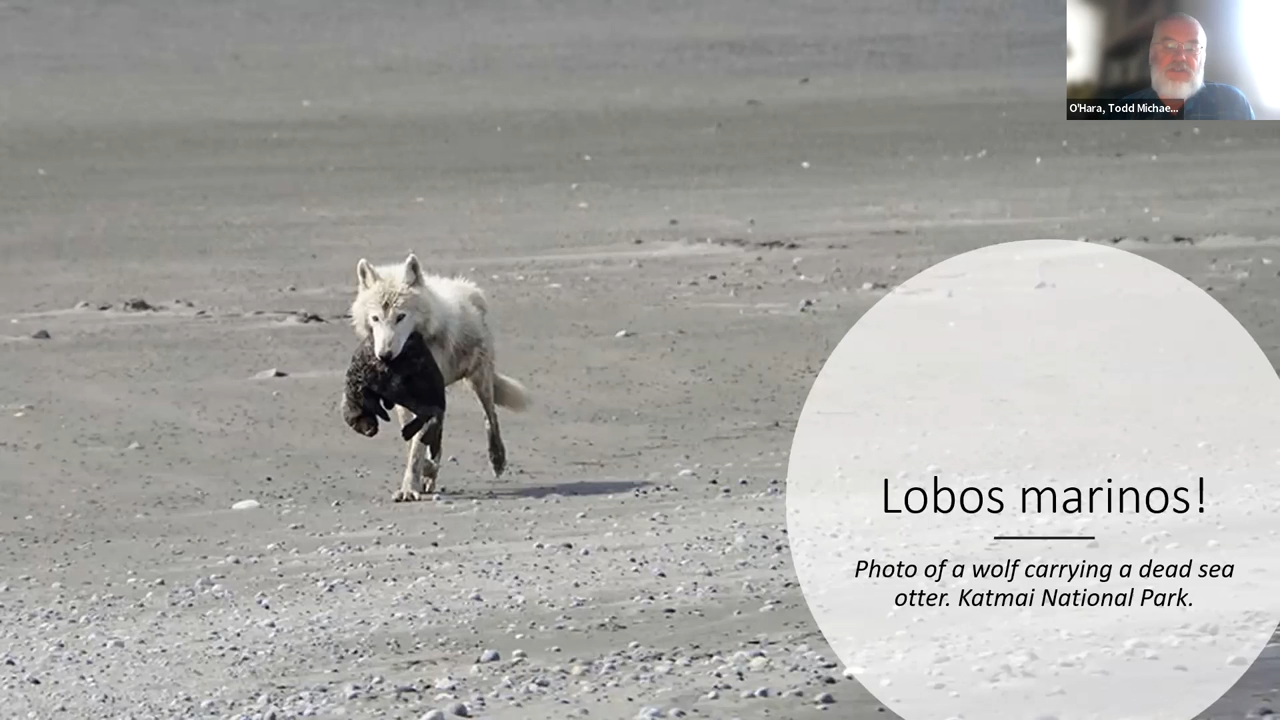 O'Hara, Todd Michae...
Lobos marinos!
Photo of a wolf carrying a dead sea
otter. Katmai National Park.